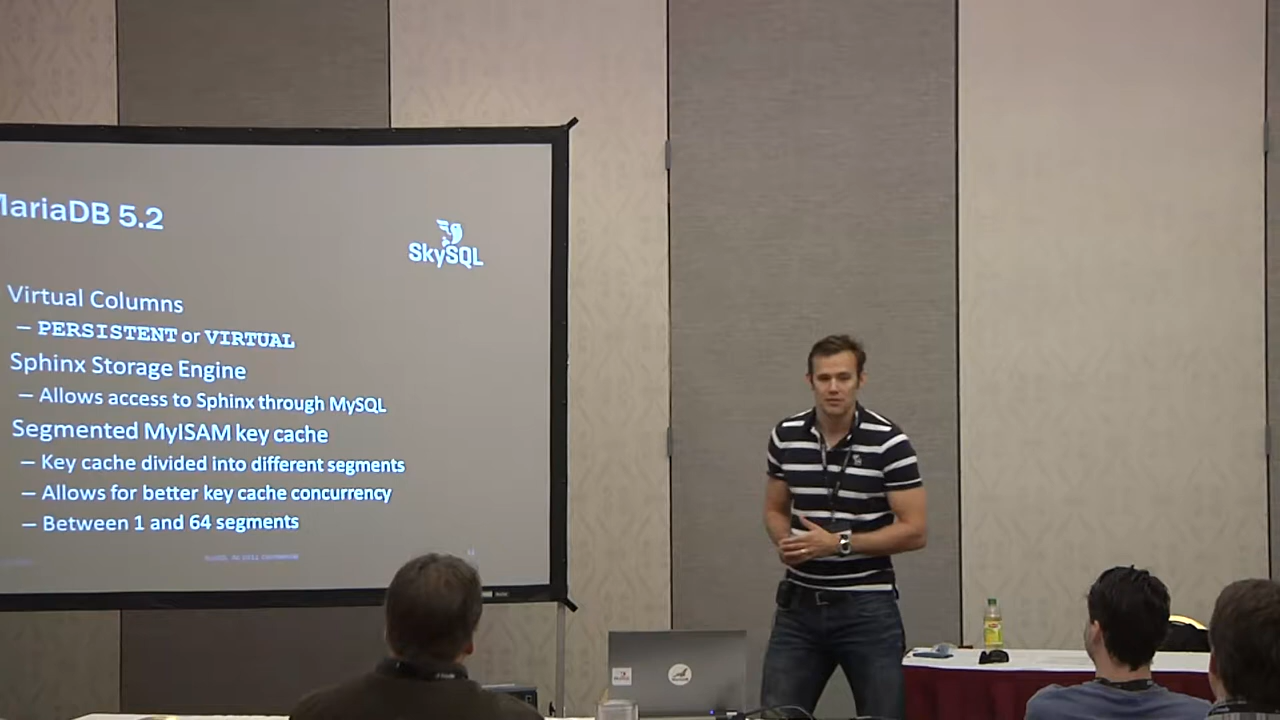 MariaDB 5.2
SkySQL
Virtual Columns
– PERSISTENT or VIRTUAL
Sphinx Storage Engine
– Allows access to Sphinx through MySQL
Segmented MyISAM key cache
– Key cache divided into different segments
– Allows for better key cache concurrency
– Between 1 and 64 segments